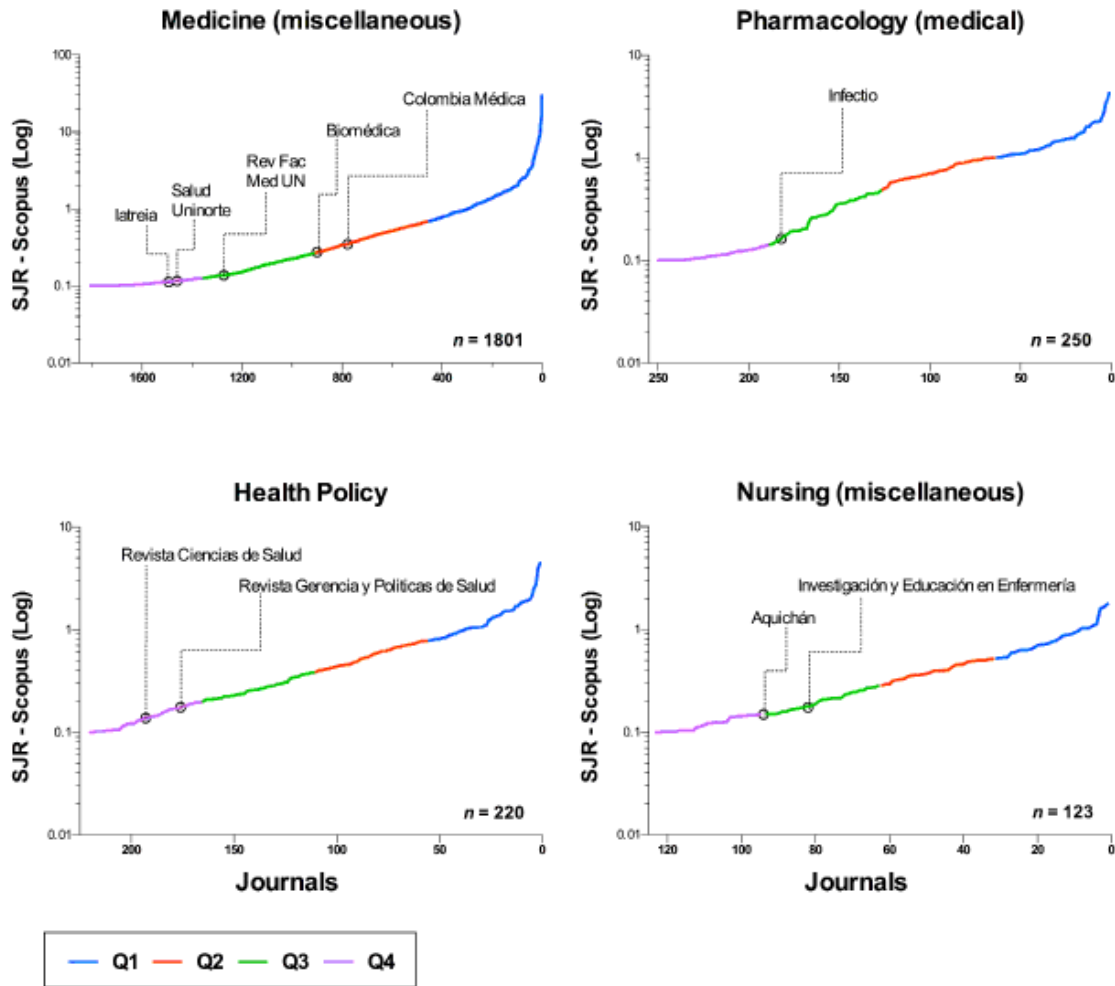 Medicine (miscellaneous)
SJR - Scopus (Log)
100
10
1
0.1
0.01
1600
1200
800
400
0
Iatreia
Salud
Uninorte
Rev Fac
Med UN
Biomédica
Colombia Médica
n = 1801
Pharmacology (medical)
SJR - Scopus (Log)
10
1
0.1
0.01
250
200
150
100
50
0
Infectio
n = 250
Health Policy
SJR - Scopus (Log)
10
1
0.1
0.01
200
150
100
50
0
Revista Ciencias de Salud
Revista Gerencia y Politicas de Salud
n = 220
Journals
Nursing (miscellaneous)
SJR - Scopus (Log)
10
1
0.1
0.01
120
100
80
60
40
20
0
Aquichán
Investigación y Educación en Enfermería
n = 123
Journals
Q1 Q2 Q3 Q4